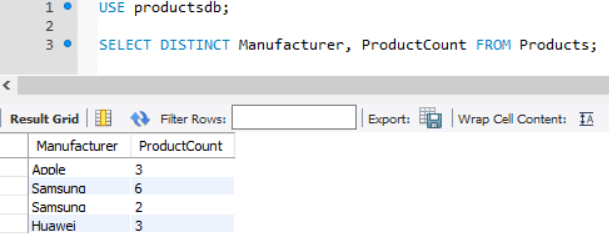 1 USE productsdb;
2
3 SELECT DISTINCT Manufacturer, ProductCount FROM Products;
Result Grid Filter Rows: Export: Wrap Cell Content: IA
Manufacturer ProductCount
Apple 3
Samsung 6
Samsung 2
Huawei 3